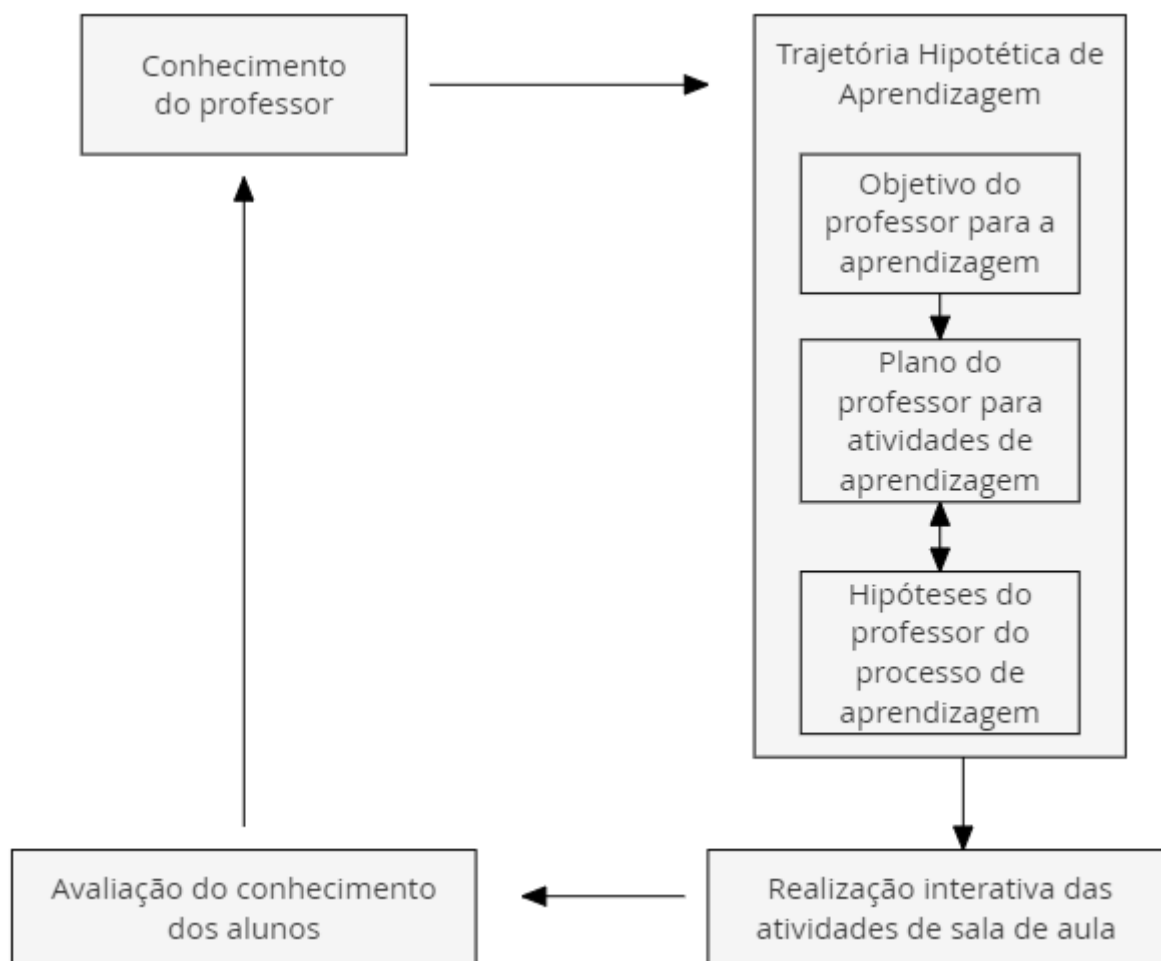 Conhecimento
do professor
Trajetória Hipotética de
Aprendizagem
Objetivo do
professor para a
aprendizagem
Plano do
professor para
atividades de
aprendizagem
Hipóteses do
professor do
processo de
aprendizagem
Avaliação do conhecimento
dos alunos
Realização interativa das
atividades de sala de aula